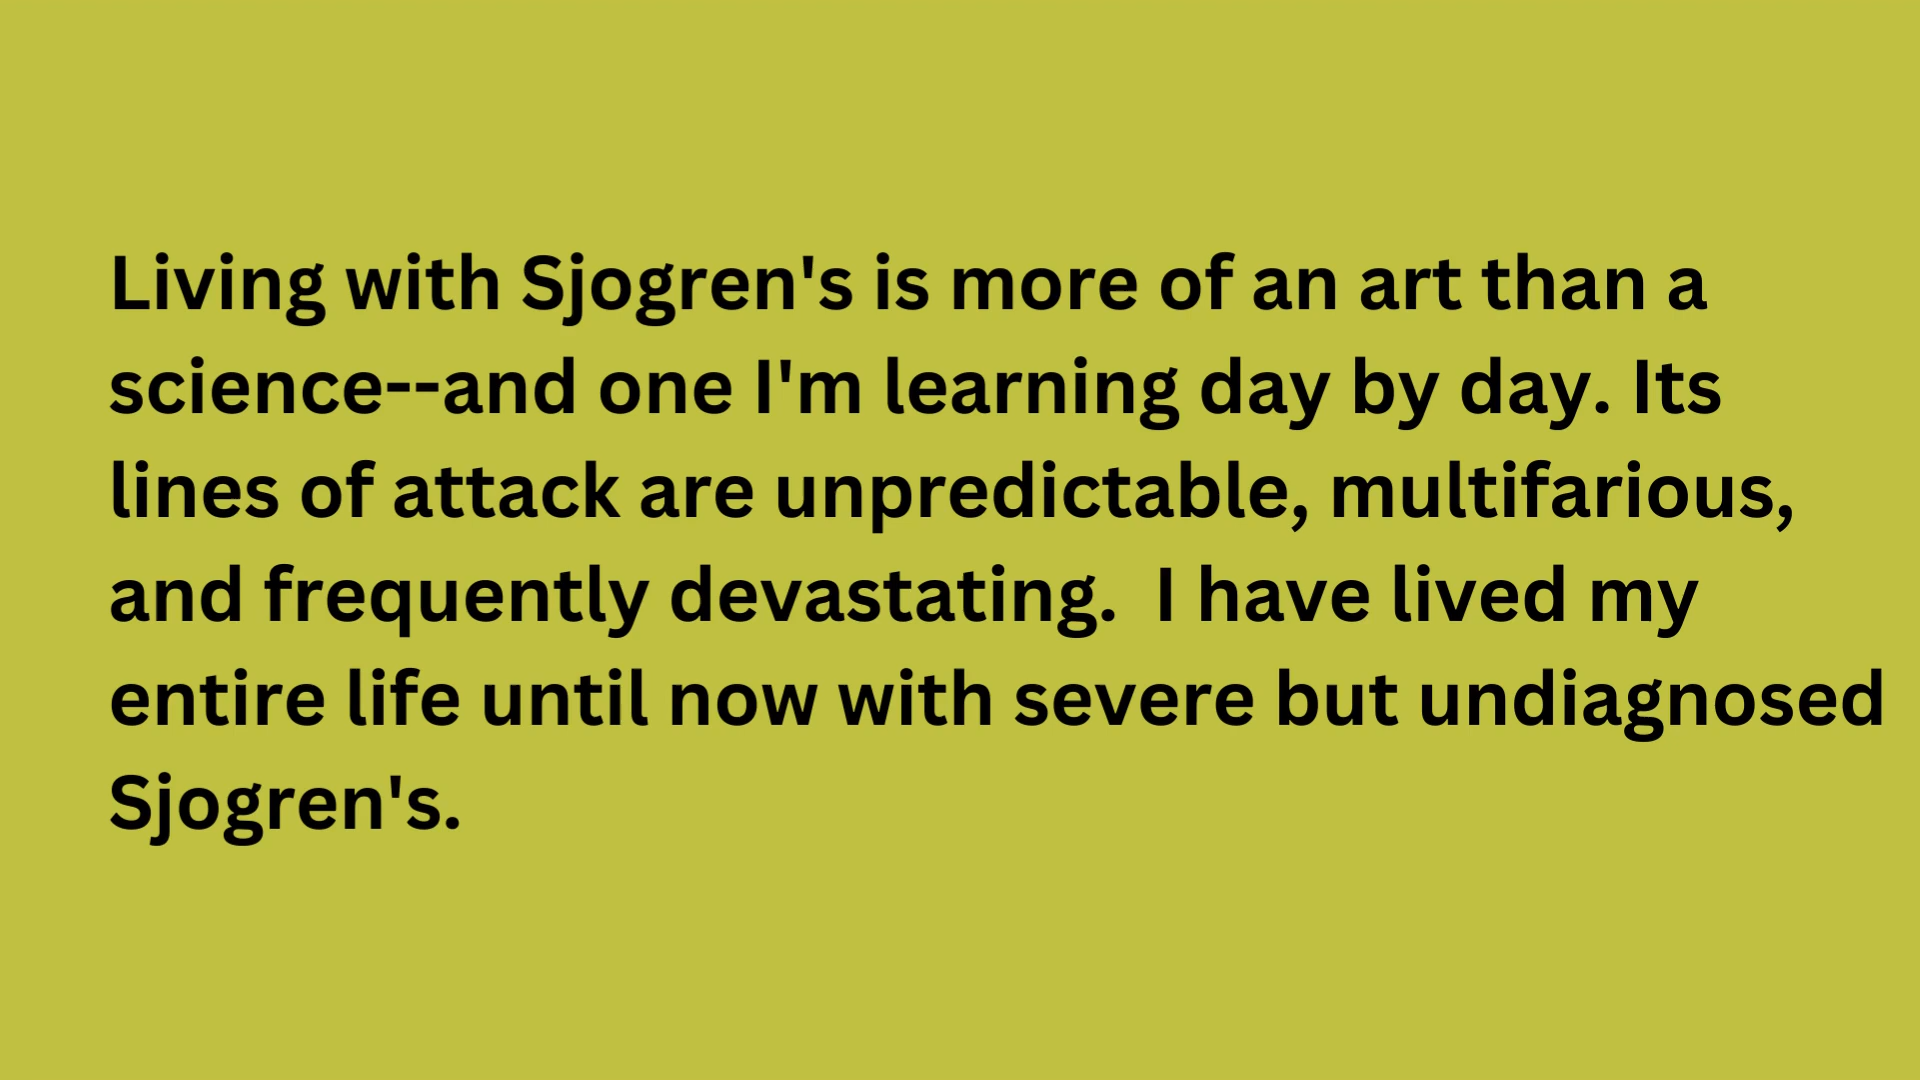 Living with Sjogren's is more of an art than a
science--and one I'm learning day by day. Its
lines of attack are unpredictable, multifarious,
and frequently devastating.  I have lived my
entire life until now with severe but undiagnosed
Sjogren's.